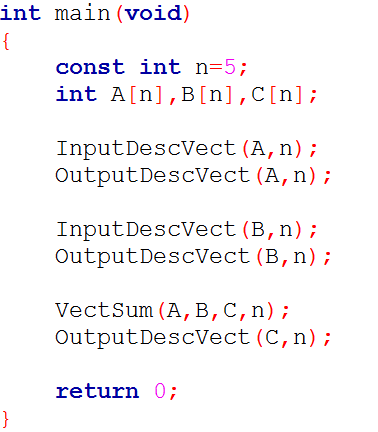 int main(void)
{
    const int n=5;
    int A[n],B[n],C[n];

    InputDescVect(A,n);
    OutputDescVect(A,n);

    InputDescVect(B,n);
    OutputDescVect(B,n);

    VectSum(A,B,C,n);
    OutputDescVect(C,n);

    return 0;
}